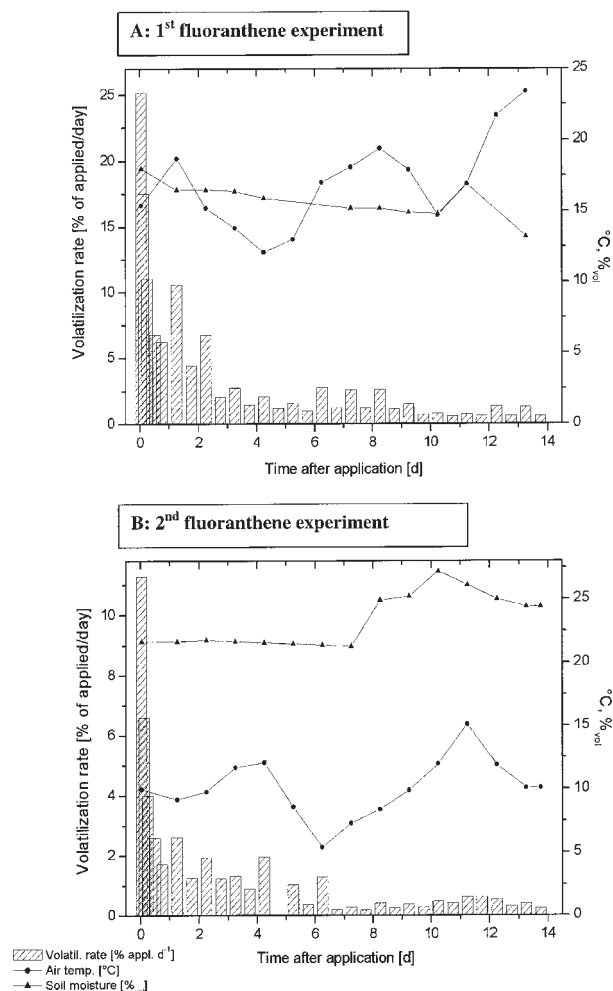 A: 1st fluoranthene experiment
Volatilization rate [% of applied/day]
25
20
15
10
5
0
25
20
15
10
5
0
°C, %vol
0 2 4 6 8 10 12 14
Time after application [d]
B: 2nd fluoranthene experiment
Volatilization rate [% of applied/day]
10
8
6
4
2
0
25
20
15
10
5
0
°C, %vol
0 2 4 6 8 10 12 14
Time after application [d]
Volatil. rate [% appl. d-1]
Air temp. [°C]
Soil moisture [%